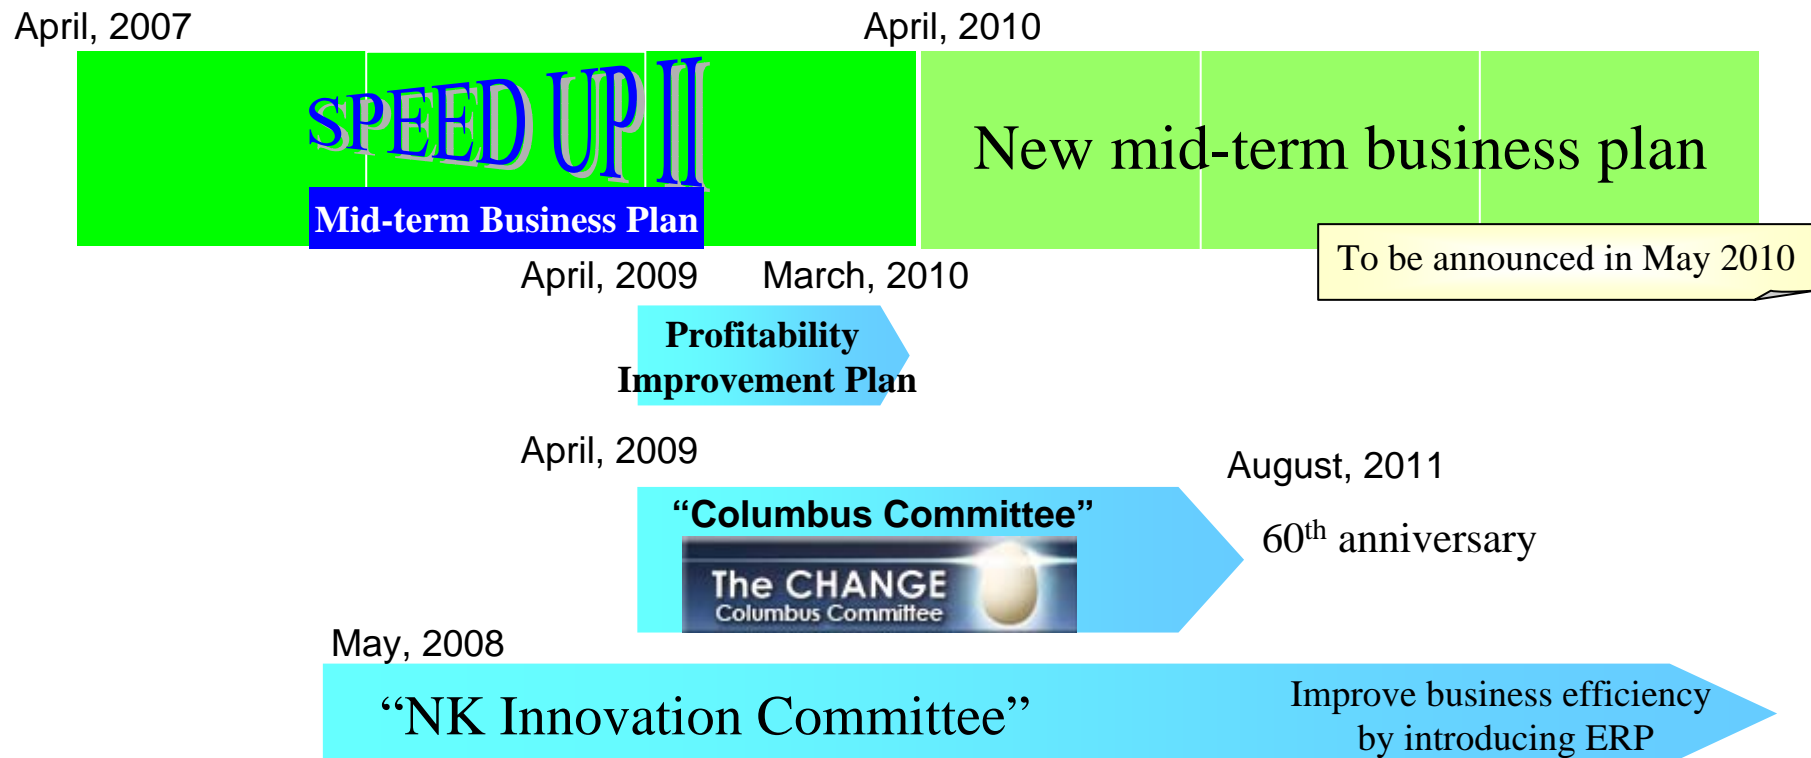 April, 2007
April, 2010
SPEED UP II
Mid-term Business Plan
New mid-term business plan
To be announced in May 2010
April, 2009
March, 2010
Profitability
Improvement Plan
April, 2009
August, 2011
“Columbus Committee”
The CHANGE
Columbus Committee
60th anniversary
May, 2008
“NK Innovation Committee”
Improve business efficiency
by introducing ERP